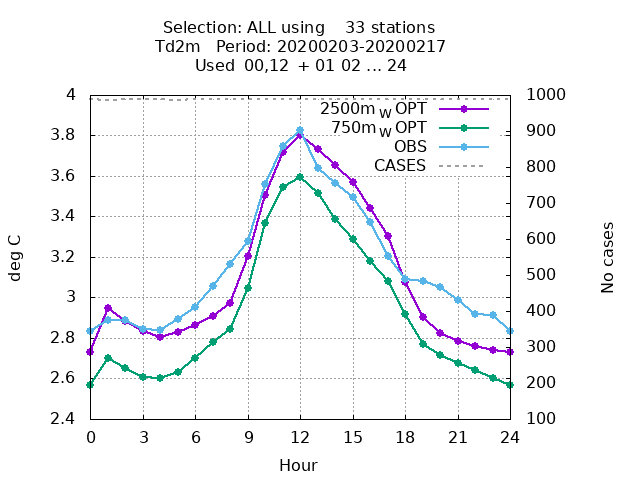 Selection: ALL using 33 stations
Td2m Period: 20200203-20200217
Used 00,12 + 01 02 ... 24
4 1000
2500m W OPT
3.8 900
750m W OPT
OBS
CASES
3.6 800
3.4 700
3.2 600
3 500
2.8 400
2.6 300
2.4 200
100
deg C
No cases
0 3 6 9 12 15 18 21 24
Hour